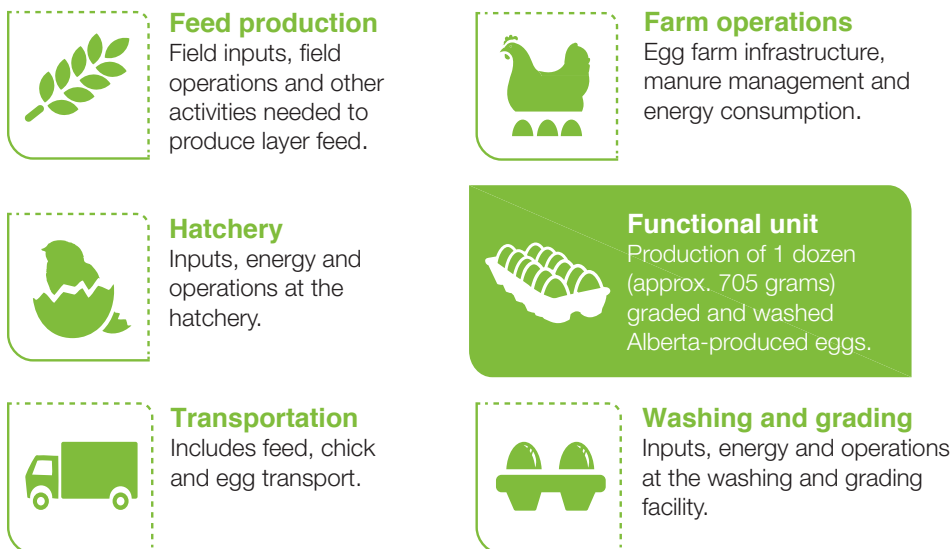 Feed production
Field inputs, field
operations and other
activities needed to
produce layer feed.
Farm operations
Egg farm infrastructure,
manure management and
energy consumption.
Hatchery
Inputs, energy and
operations at the
hatchery.
Functional unit
Production of 1 dozen
(approx. 705 grams)
graded and washed
Alberta-produced eggs.
Transportation
Includes feed, chick
and egg transport.
Washing and grading
Inputs, energy and operations
at the washing and grading
facility.